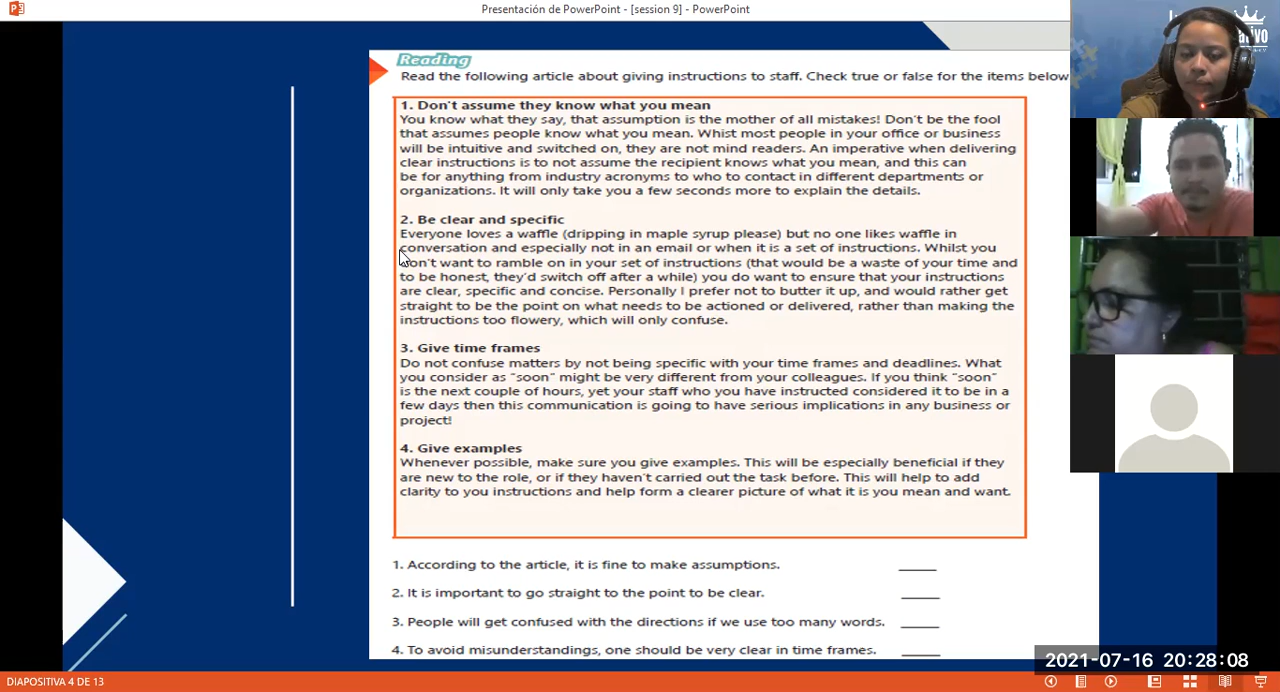 Presentación de PowerPoint - [session 9] - PowerPoint
Reading
Read the following article about giving instructions to staff. Check true or false for the items below
1. Don't assume they know what you mean
You know what they say, that assumption is the mother of all mistakes! Don't be the fool
that assumes people know what you mean. Whist most people in your office or business
will be intuitive and switched on, they are not mind readers. An imperative when delivering
clear instructions is to not assume the recipient knows what you mean, and this can
be for anything from industry acronyms to who to contact in different departments or
organizations. It will only take you a few seconds more to explain the details.
2. Be clear and specific
Everyone loves a waffle (dripping in maple syrup please) but no one likes waffle in
conversation and especially not in an email or when it is a set of instructions. Whilst you
don't want to ramble on in your set of instructions (that would be a waste of your time and
to be honest, they'd switch off after a while) you do want to ensure that your instructions
are clear, specific and concise. Personally I prefer not to butter it up, and would rather get
straight to be the point on what needs to be actioned or delivered, rather than making the
instructions too flowery, which will only confuse.
3. Give time frames
Do not confuse matters by not being specific with your time frames and deadlines. What
you consider as "soon" might be very different from your colleagues. If you think "soon"
is the next couple of hours, yet your staff who you have instructed considered it to be in a
few days then this communication is going to have serious implications in any business or
project!
4. Give examples
Whenever possible, make sure you give examples. This will be especially beneficial if they
are new to the role, or if they haven't carried out the task before. This will help to add
clarity to you instructions and help form a clearer picture of what it is you mean and want.
1. According to the article, it is fine to make assumptions. ____
2. It is important to go straight to the point to be clear. ____
3. People will get confused with the directions if we use too many words. ____
4. To avoid misunderstandings, one should be very clear in time frames. ____
2021-07-16 20:28:08
DIAPOSITIVA 4 DE 13